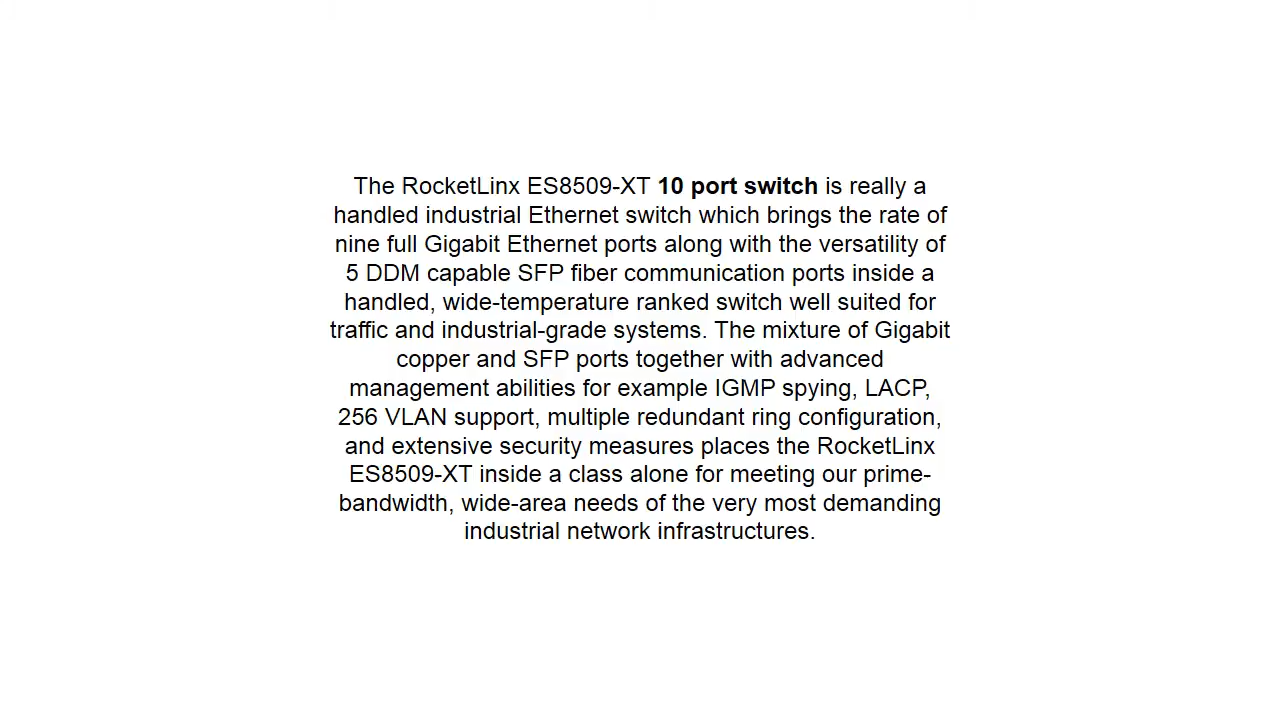 The RocketLinx ES8509-XT 10 port switch is really a
handled industrial Ethernet switch which brings the rate of
nine full Gigabit Ethernet ports along with the versatility of
5 DDM capable SFP fiber communication ports inside a
handled, wide-temperature ranked switch well suited for
traffic and industrial-grade systems. The mixture of Gigabit
copper and SFP ports together with advanced
management abilities for example IGMP spying, LACP,
256 VLAN support, multiple redundant ring configuration,
and extensive security measures places the RocketLinx
ES8509-XT inside a class alone for meeting our prime-
bandwidth, wide-area needs of the very most demanding
industrial network infrastructures.